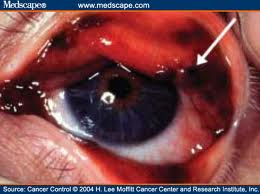 Medscape®
www.medscape.com
Source: Cancer Control © 2004 H. Lee Moffitt Cancer Center and Research Institute, Inc.